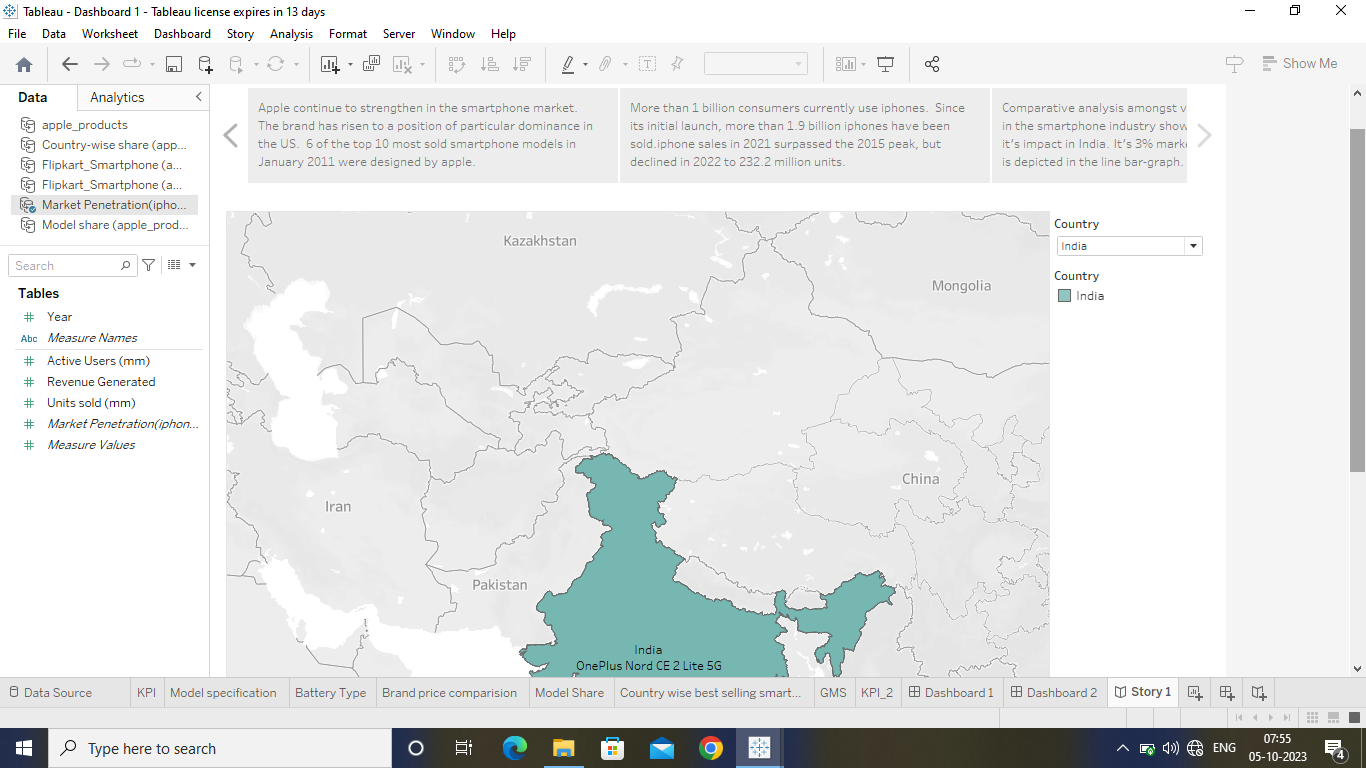 Tableau - Dashboard 1 - Tableau license expires in 13 days
File Data Worksheet Dashboard Story Analysis Format Server Window Help
Show Me
Data Analytics
apple_products
Country-wise share (app...
Flipkart_Smartphone (a...
Flipkart_Smartphone (a...
Market Penetration(ipho...
Model share (apple_prod...
Search
Tables
Year
Abc Measure Names
Active Users (mm)
Revenue Generated
Units sold (mm)
Market Penetration(iphon...
Measure Values
Apple continue to strengthen in the smartphone market.
The brand has risen to a position of particular dominance in
the US. 6 of the top 10 most sold smartphone models in
January 2011 were designed by apple.
More than 1 billion consumers currently use iphones. Since
its initial launch, more than 1.9 billion iphones have been
sold.iphone sales in 2021 surpassed the 2015 peak, but
declined in 2022 to 232.2 million units.
Comparative analysis amongst v
in the smartphone industry show
it's impact in India. It's 3% marke
is depicted in the line bar-graph.
Kazakhstan
Mongolia
China
Iran
Pakistan
India
OnePlus Nord CE 2 Lite 5G
Country
India
Country
India
Data Source KPI Model specification Battery Type Brand price comparision Model Share Country wise best selling smart... GMS KPI_2 Dashboard 1 Dashboard 2 Story 1
Type here to search
ENG
07:55
05-10-2023
4